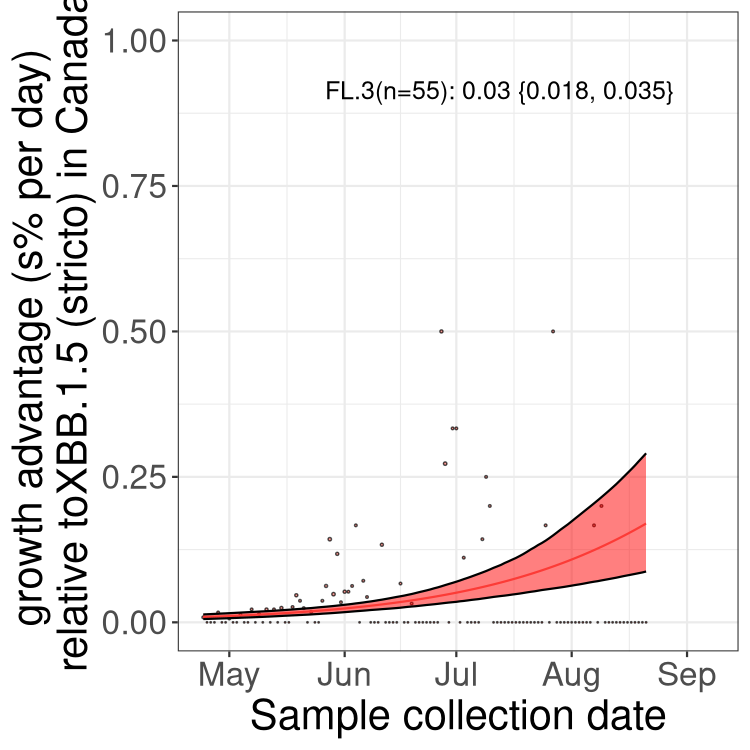 growth advantage (s% per day)
relative toXBB.1.5 (stricto) in Canada
1.00
0.75
0.50
0.25
0.00
FL.3(n=55): 0.03 {0.018, 0.035}
May Jun Jul Aug Sep
Sample collection date